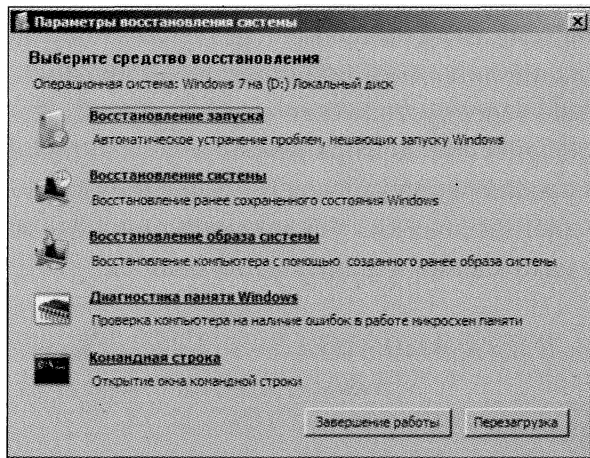 Параметры восстановления системы
Выберите средство восстановления
Операционная система: Windows 7 на (D:) Локальный диск
Восстановление запуска
Автоматическое устранение проблем, мешающих запуску Windows
Восстановление системы
Восстановление ранее сохраненного состояния Windows
Восстановление образа системы
Восстановление компьютера с помощью созданного ранее образа системы
Диагностика памяти Windows
Проверка компьютера на наличие ошибок в работе микросхем памяти
Командная строка
Открытие окна командной строки
Завершение работы
Перезагрузка